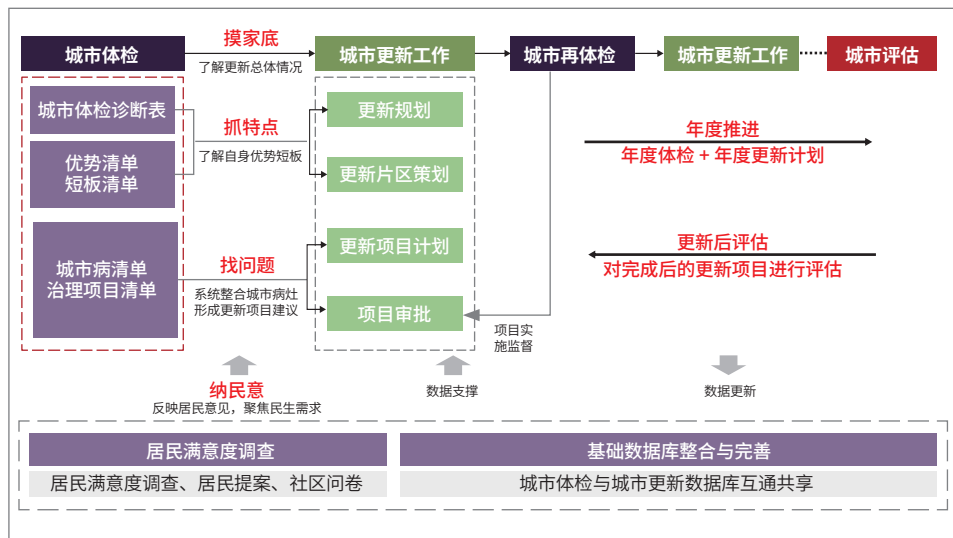 城市体检
摸家底
了解更新总体情况
城市更新工作
城市再体检
城市更新工作
城市评估
城市体检诊断表
优势清单
短板清单
抓特点
了解自身优势短板
更新规划
更新片区策划
年度推进
年度体检 + 年度更新计划
城市病清单
治理项目清单
找问题
系统整合城市病灶
形成更新项目建议
更新项目计划
项目审批
项目实
施监督
更新后评估
对完成后的更新项目进行评估
纳民意
反映居民意见，聚焦民生需求
数据支撑
数据更新
居民满意度调查
居民满意度调查、居民提案、社区问卷
基础数据库整合与完善
城市体检与城市更新数据库互通共享